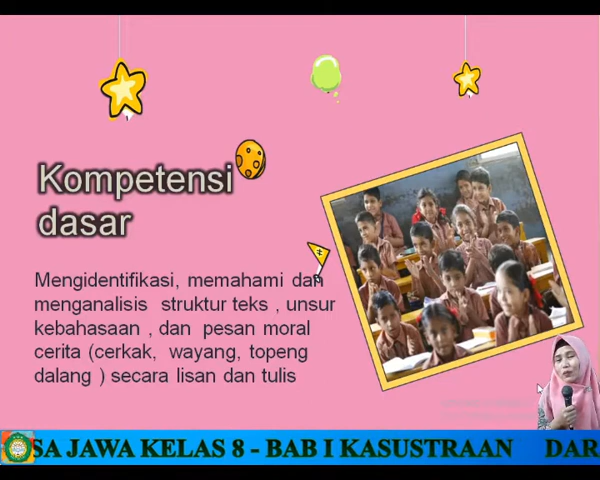 Kompetensi
dasar
Mengidentifikasi, memahami dan
menganalisis struktur teks , unsur
kebahasaan , dan pesan moral
cerita (cerkak, wayang, topeng
dalang ) secara lisan dan tulis
SA JAWA KELAS 8 - BAB I KASUSTRAAN DAR